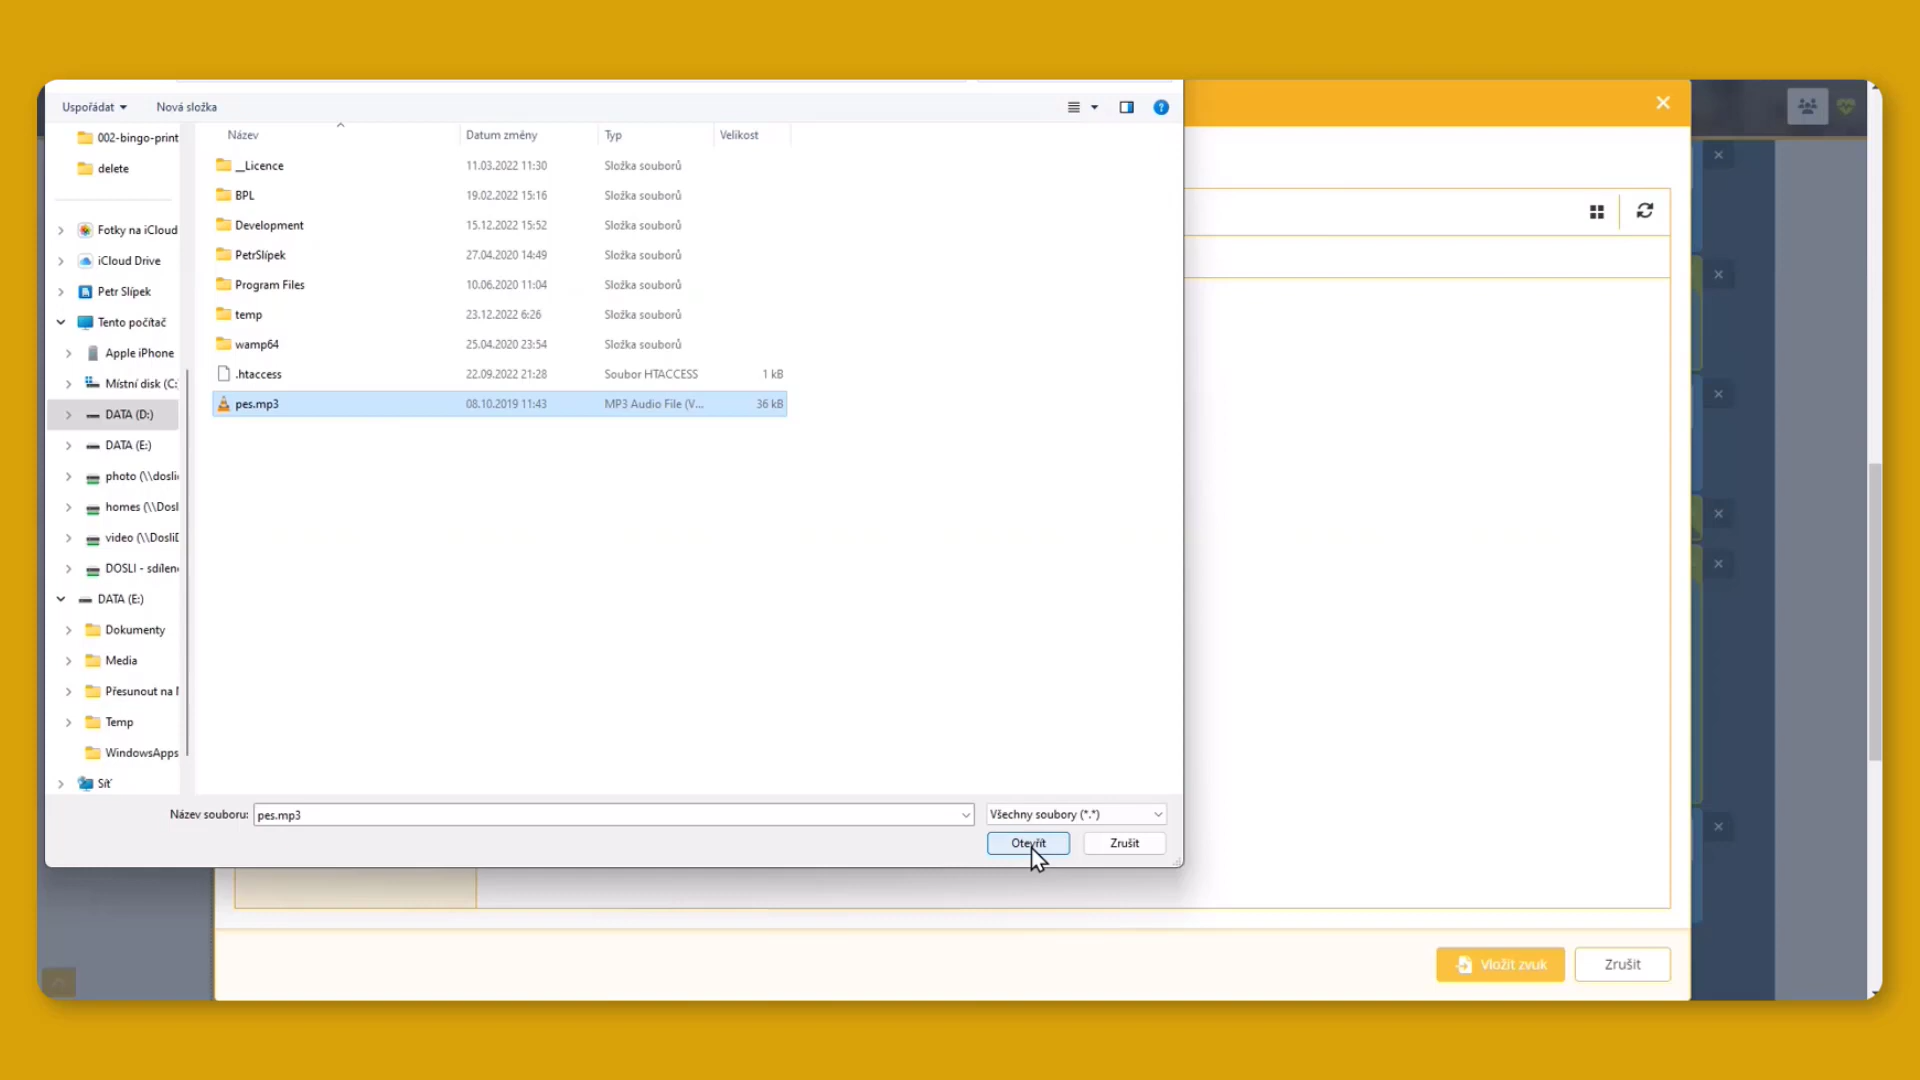 Uspořádat
Nová složka
002-bingo-print
delete
Fotky na iCloud
iCloud Drive
Petr Slípek
Tento počítač
Apple iPhone
Místní disk (C:
DATA (D:)
DATA (E:)
photo (\\dosli
homes (\\Dosl
video (\\DosliD
DOSLI - sdílen
DATA (E:)
Dokumenty
Media
Přesunout na
Temp
WindowsApps
Síť
Název Datum změny Typ Velikost
__Licence 11.03.2022 11:30 Složka souborů
BPL 19.02.2022 15:16 Složka souborů
Development 15.12.2022 15:52 Složka souborů
PetrSlípek 27.04.2020 14:49 Složka souborů
Program Files 10.06.2020 11:04 Složka souborů
temp 23.12.2022 6:26 Složka souborů
wamp64 25.04.2020 23:54 Složka souborů
.htaccess 22.09.2022 21:28 Soubor HTACCESS 1 kB
pes.mp3 08.10.2019 11:43 MP3 Audio File (V... 36 kB
Název souboru: pes.mp3 Všechny soubory (*.*)
Otevřít Zrušit
Vložit zvuk Zrušit